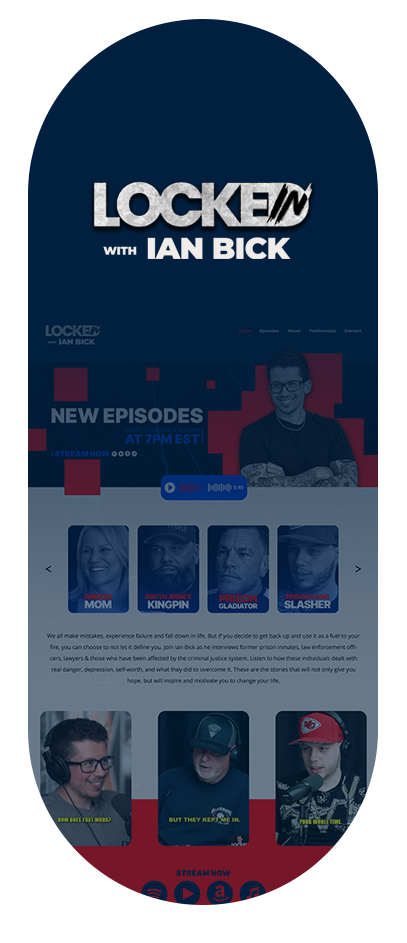 LOCKED IN
WITH IAN BICK
LOCKED IN
WITH IAN BICK
Home Episodes About Testimonials Contact
NEW EPISODES
AT 7PM EST
STREAM NOW
5:45
< >
MOM
SOUTH JERSEY
KINGPIN
PRISON
GLADIATOR
SLASHER
We all make mistakes, experience failure and fall down in life. But if you decide to get back up and use it as a fuel to your
fire, you can choose to not let it define you. Join Ian Bick as he interviews former prison inmates, law enforcement offi-
cers, lawyers & those who have been affected by the criminal justice system. Listen to how these individuals dealt with
real danger, depression, self-worth, and what they did to overcome it. These are the stories that will not only give you
hope, but will inspire and motivate you to change your life.
HOW DOES THAT WORK?
BUT THEY KEPT ME IN.
YOUR WHOLE TIME.
STREAM NOW